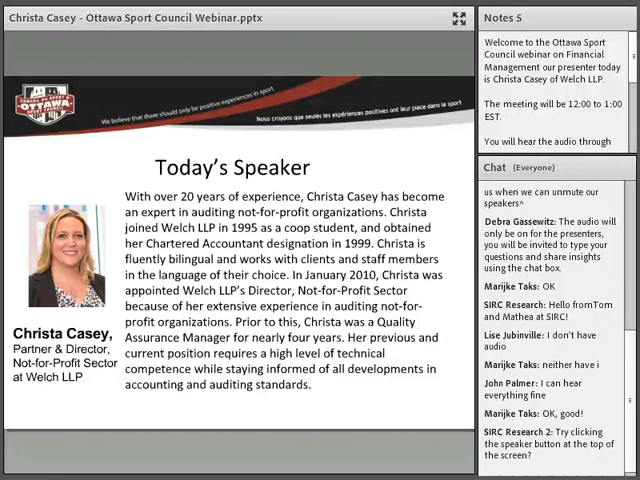 Christa Casey - Ottawa Sport Council Webinar.pptx
OTTAWA
We believe that there should only be positive experiences in sport
Nous croyons que seules les expériences positives ont leur place dans le sport
Today's Speaker
With over 20 years of experience, Christa Casey has become
an expert in auditing not-for-profit organizations. Christa
joined Welch LLP in 1995 as a coop student, and obtained
her Chartered Accountant designation in 1999. Christa is
fluently bilingual and works with clients and staff members
in the language of their choice. In January 2010, Christa was
appointed Welch LLP's Director, Not-for-Profit Sector
because of her extensive experience in auditing not-for-
profit organizations. Prior to this, Christa was a Quality
Assurance Manager for nearly four years. Her previous and
current position requires a high level of technical
competence while staying informed of all developments in
accounting and auditing standards.
Christa Casey,
Partner & Director,
Not-for-Profit Sector
at Welch LLP
Notes 5
Welcome to the Ottawa Sport
Council webinar on Financial
Management our presenter today
is Christa Casey of Welch LLP.
The meeting will be 12:00 to 1:00
EST.
You will hear the audio through
Chat (Everyone)
us when we can unmute our
speakers^
Debra Gassewitz: The audio will
only be on for the presenters,
you will be invited to type your
questions and share insights
using the chat box.
Marijke Taks: OK
SIRC Research: Hello fromTom
and Mathea at SIRC!
Lise Jubinville: I don't have
audio
Marijke Taks: neither have i
John Palmer: I can hear
everything fine
Marijke Taks: OK, good!
SIRC Research 2: Try clicking
the speaker button at the top of
the screen?